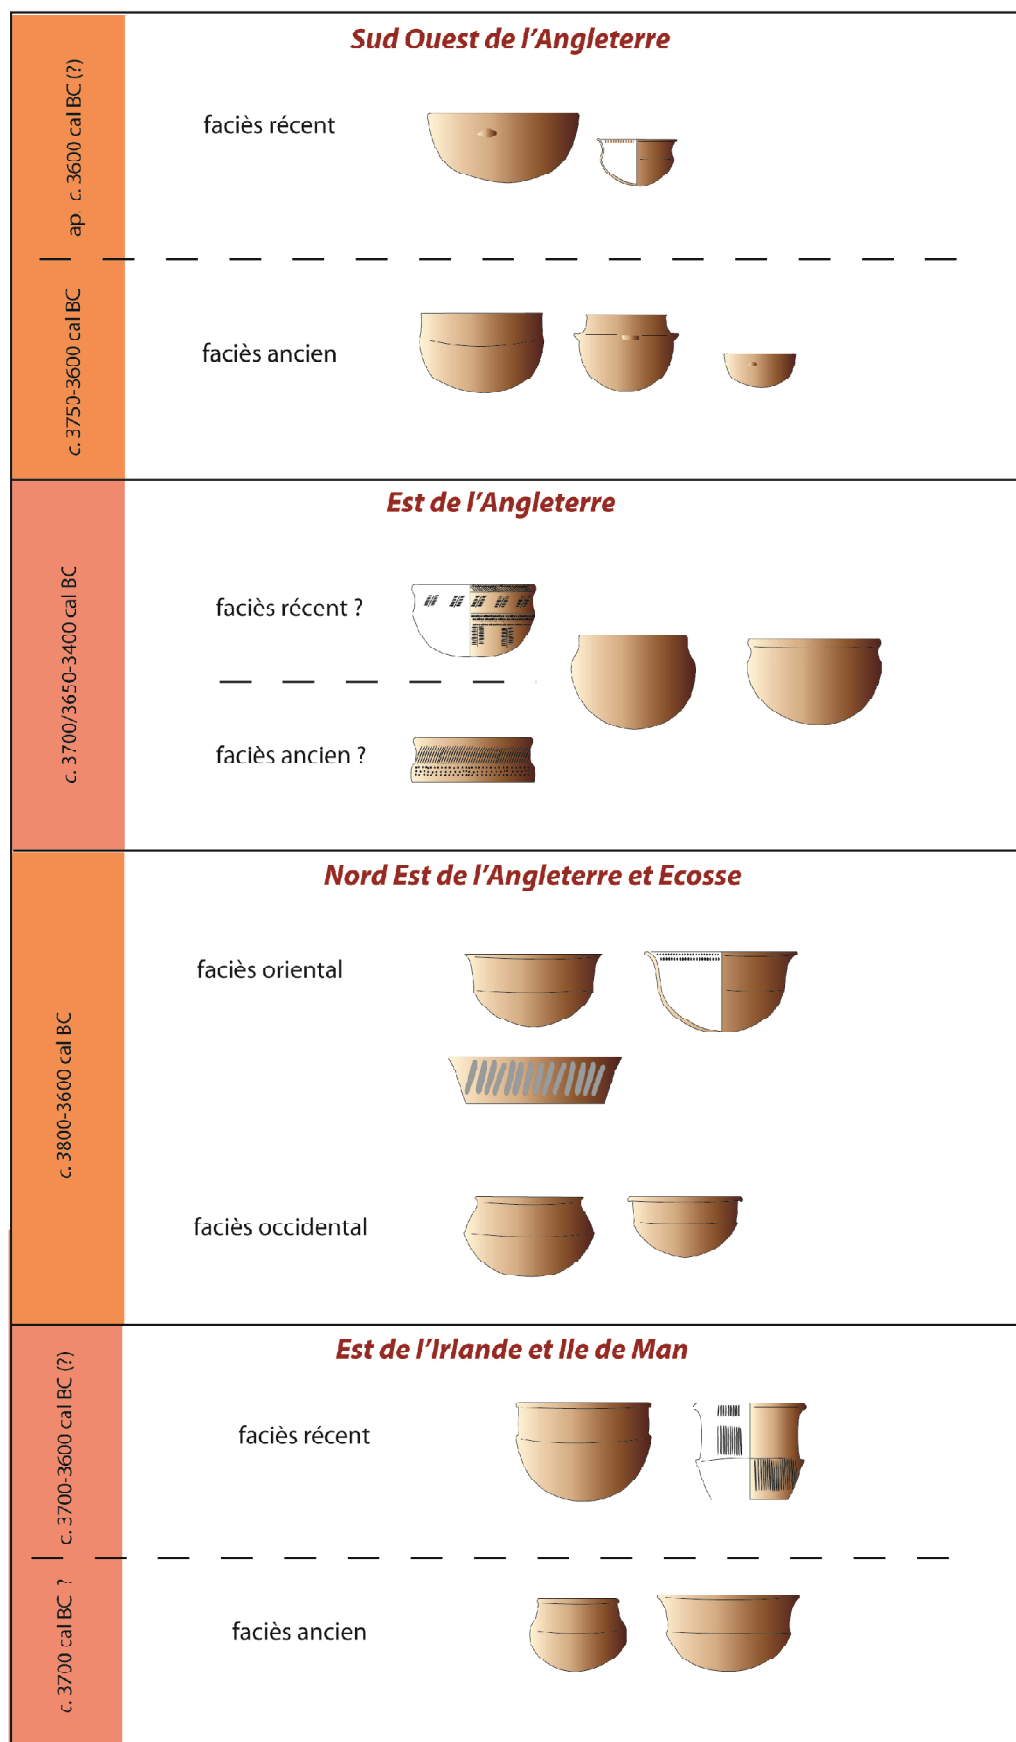 Sud Ouest de l'Angleterre
ap. c. 3600 cal BC (?)
faciès récent
c. 3750-3600 cal BC
faciès ancien
Est de l'Angleterre
c. 3700/3650-3400 cal BC
faciès récent ?
faciès ancien ?
Nord Est de l'Angleterre et Ecosse
c. 3800-3600 cal BC
faciès oriental
faciès occidental
Est de l'Irlande et Ile de Man
c. 3700-3600 cal BC (?)
faciès récent
c. 3700 cal BC ?
faciès ancien